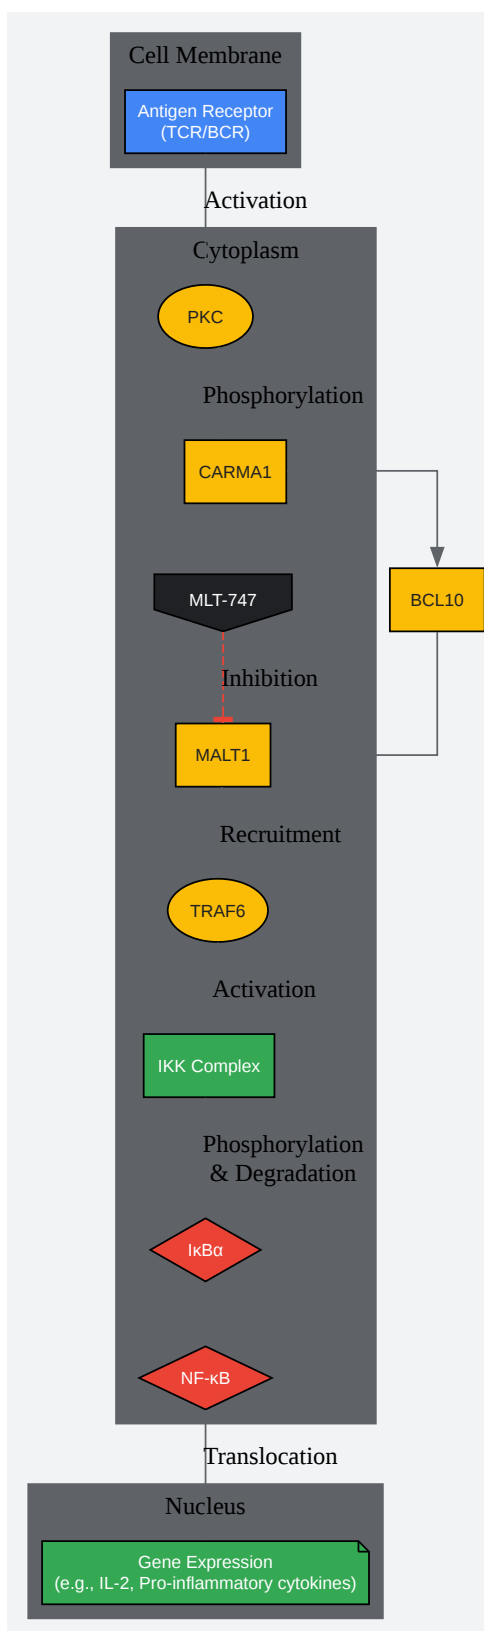 Cell Membrane
Antigen Receptor
(TCR/BCR)
Activation
Cytoplasm
PKC
Phosphorylation
CARMA1
MLT-747
BCL10
Inhibition
MALT1
Recruitment
TRAF6
Activation
IKK Complex
Phosphorylation
& Degradation
IκBα
NF-κB
Translocation
Nucleus
Gene Expression
(e.g., IL-2, Pro-inflammatory cytokines)